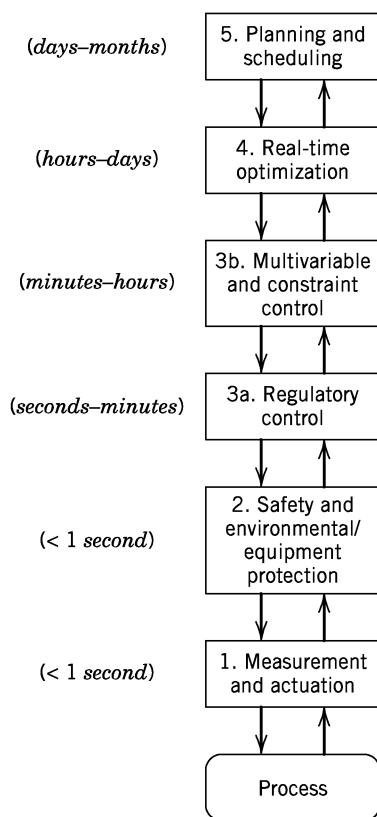 (days–months)
5. Planning and
scheduling
(hours–days)
4. Real-time
optimization
(minutes–hours)
3b. Multivariable
and constraint
control
(seconds–minutes)
3a. Regulatory
control
(< 1 second)
2. Safety and
environmental/
equipment
protection
(< 1 second)
1. Measurement
and actuation
Process